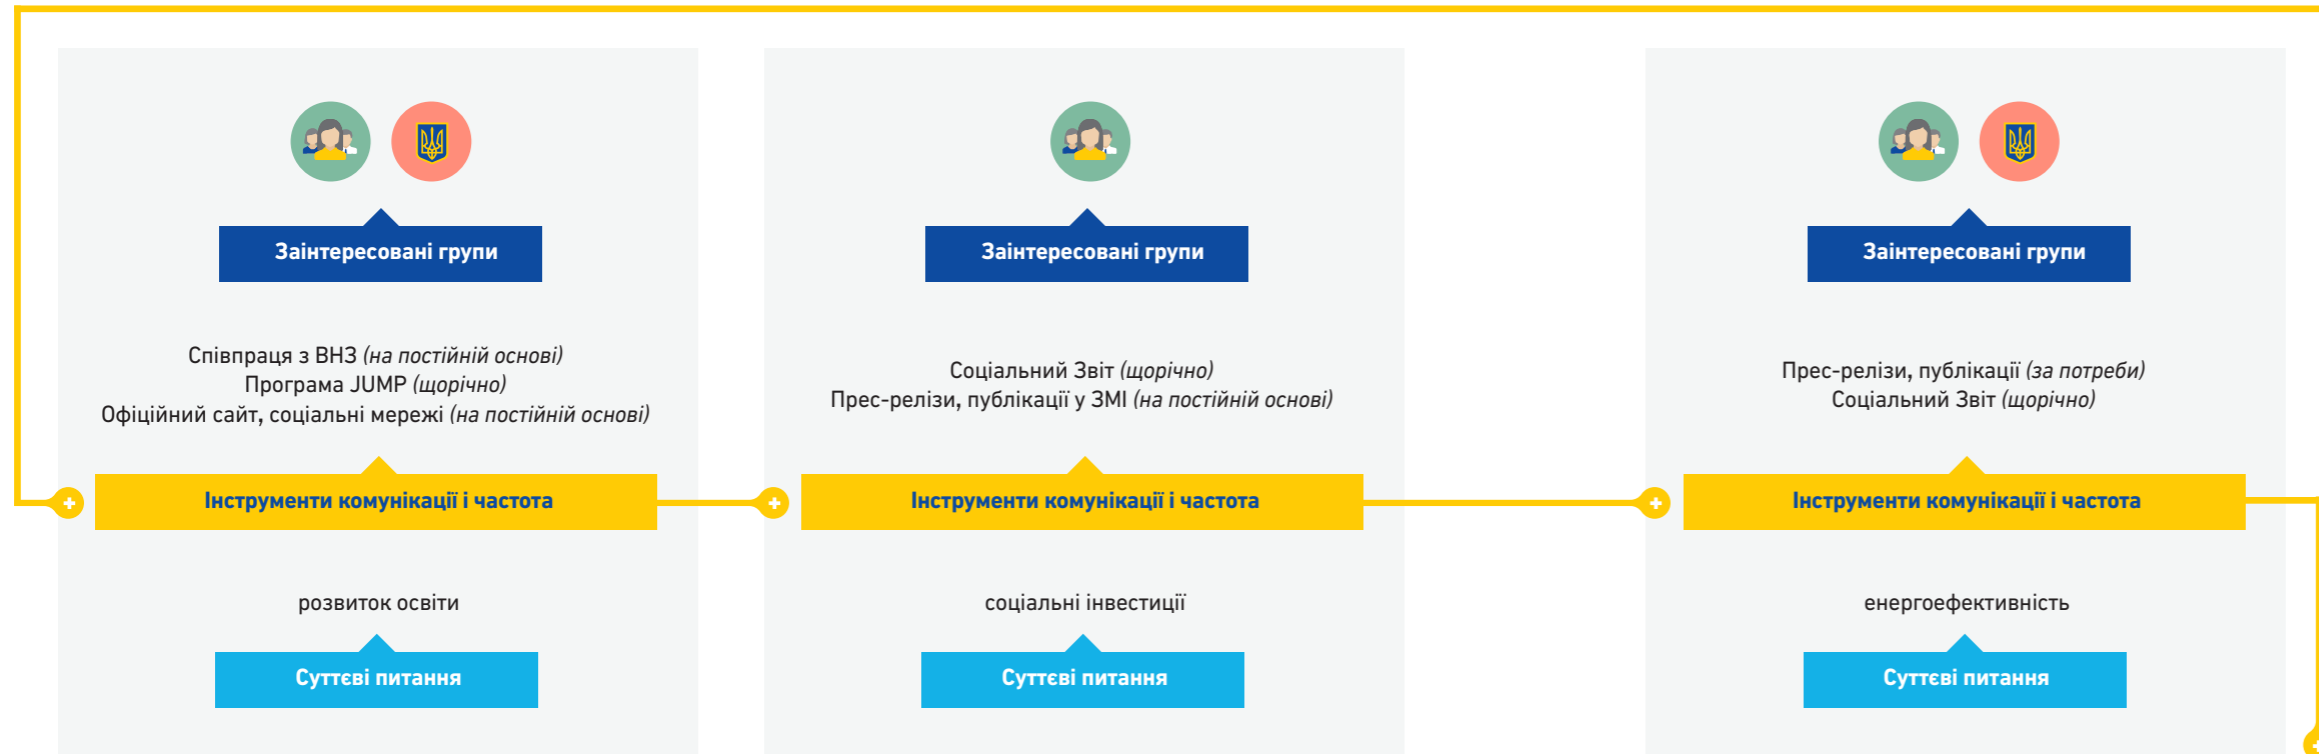 Заінтересовані групи
Співпраця з ВНЗ (на постійній основі)
Програма JUMP (щорічно)
Офіційний сайт, соціальні мережі (на постійній основі)
Інструменти комунікації і частота
розвиток освіти
Суттєві питання
Заінтересовані групи
Соціальний Звіт (щорічно)
Прес-релізи, публікації у ЗМІ (на постійній основі)
Інструменти комунікації і частота
соціальні інвестиції
Суттєві питання
Заінтересовані групи
Прес-релізи, публікації (за потреби)
Соціальний Звіт (щорічно)
Інструменти комунікації і частота
енергоефективність
Суттєві питання